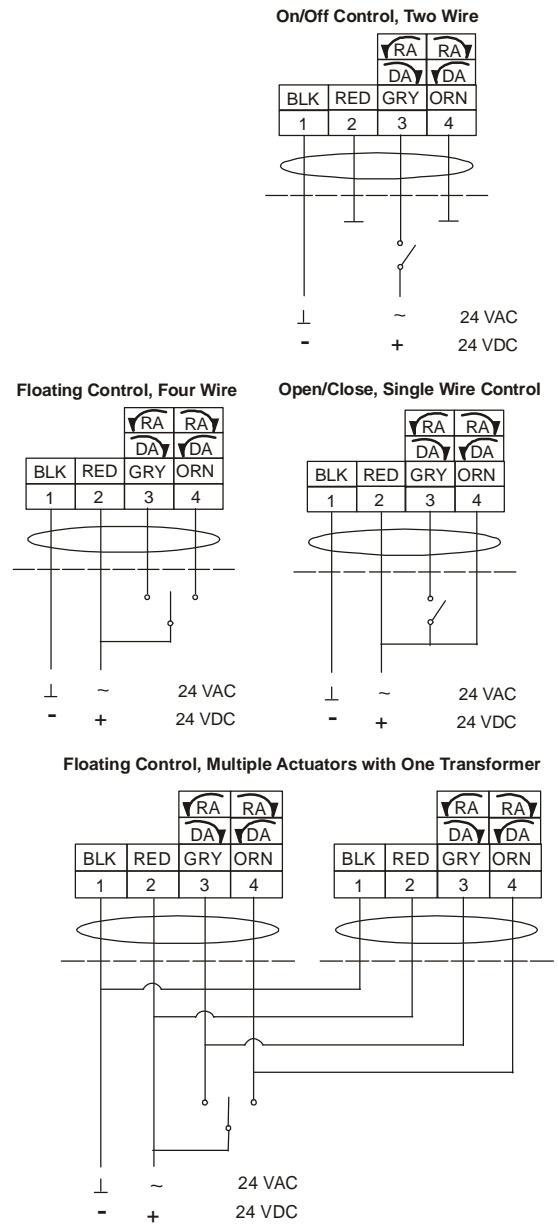 On/Off Control, Two Wire
RA RA
DA DA
BLK RED GRY ORN
1 2 3 4
⊥ ~ 24 VAC
- + 24 VDC
Floating Control, Four Wire
RA RA
DA DA
BLK RED GRY ORN
1 2 3 4
⊥ ~ 24 VAC
- + 24 VDC
Open/Close, Single Wire Control
RA RA
DA DA
BLK RED GRY ORN
1 2 3 4
⊥ ~ 24 VAC
- + 24 VDC
Floating Control, Multiple Actuators with One Transformer
RA RA RA RA
DA DA DA DA
BLK RED GRY ORN BLK RED GRY ORN
1 2 3 4 1 2 3 4
⊥ ~ 24 VAC
- + 24 VDC